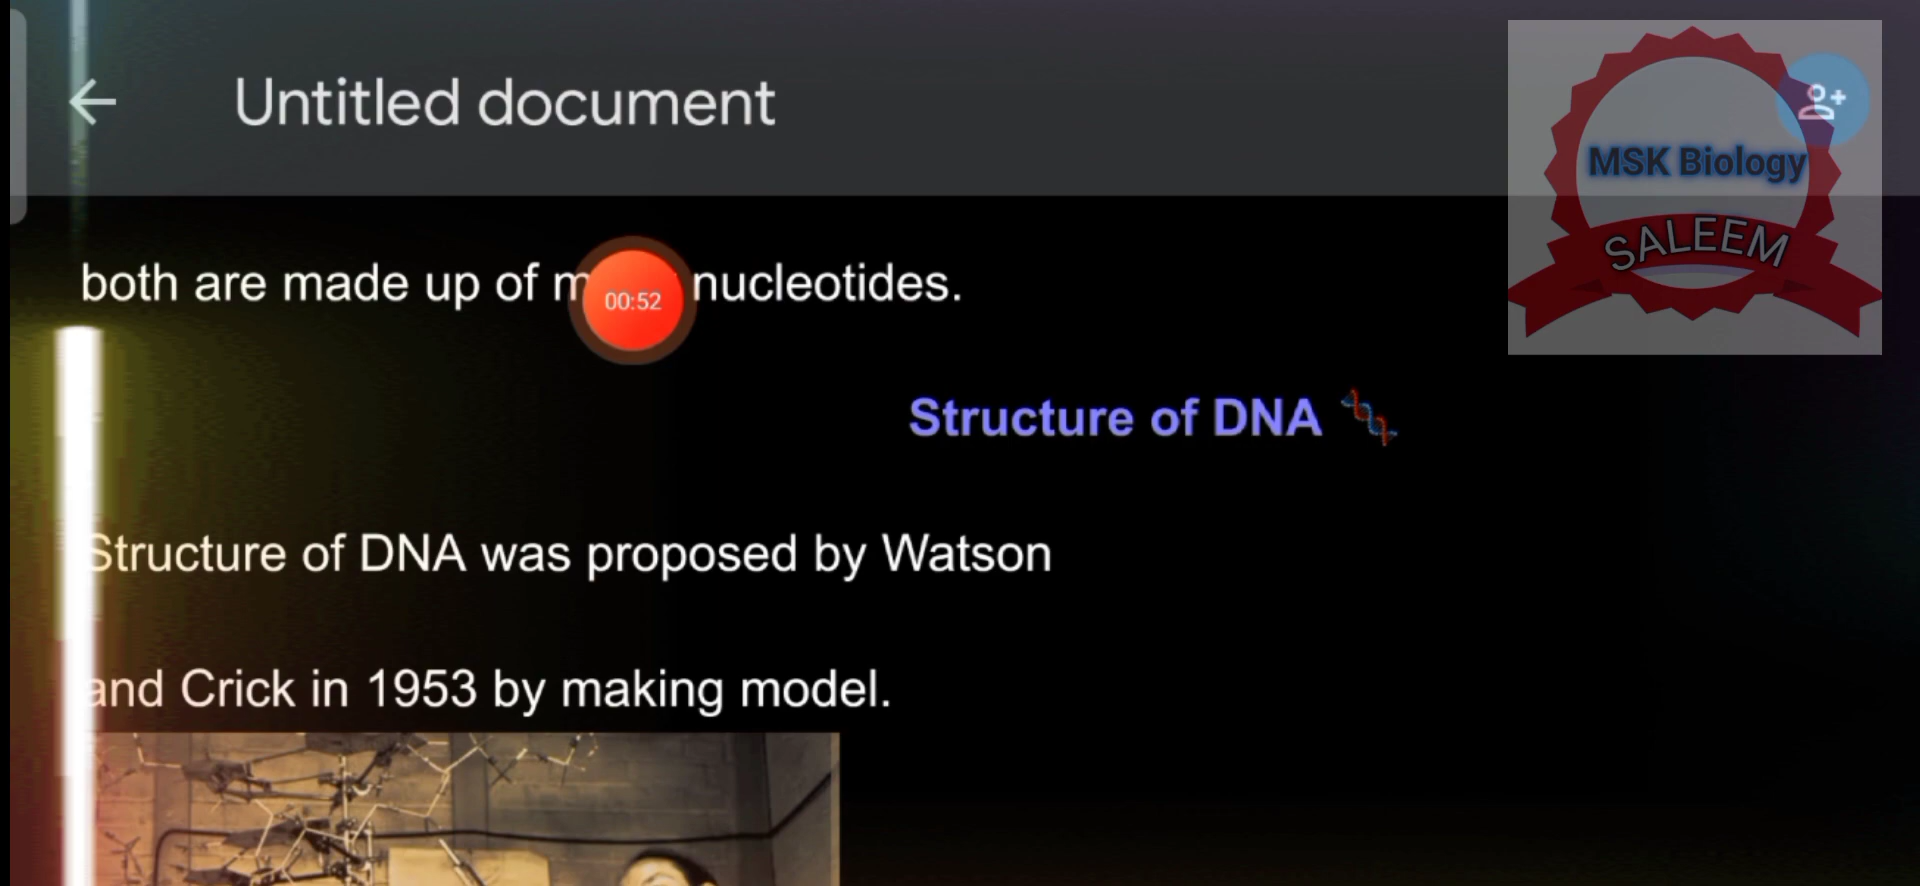 Untitled document
MSK Biology
SALEEM
both are made up of nucleotides.
00:52
Structure of DNA 🧬
Structure of DNA was proposed by Watson
and Crick in 1953 by making model.